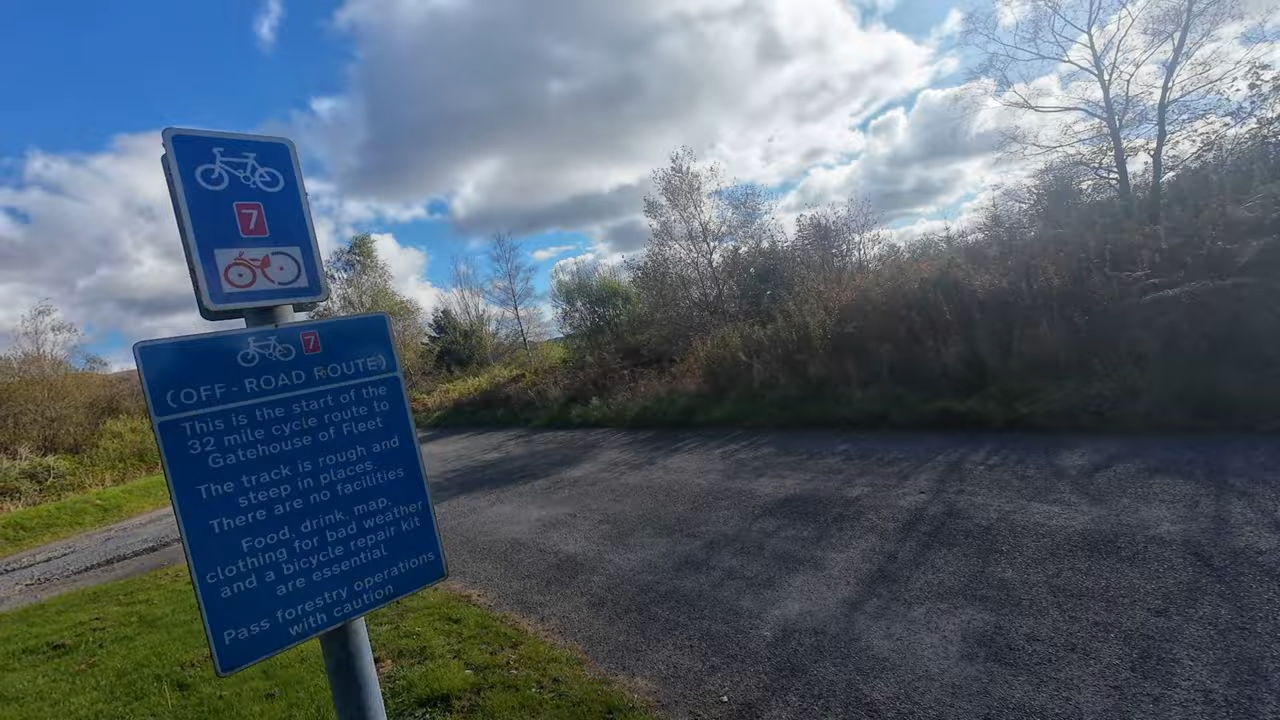 7
7
(OFF-ROAD ROUTE)
This is the start of the
32 mile cycle route to
Gatehouse of Fleet
The track is rough and
steep in places.
There are no facilities
Food, drink, map,
clothing for bad weather
and a bicycle repair kit
are essential
Pass forestry operations
with caution